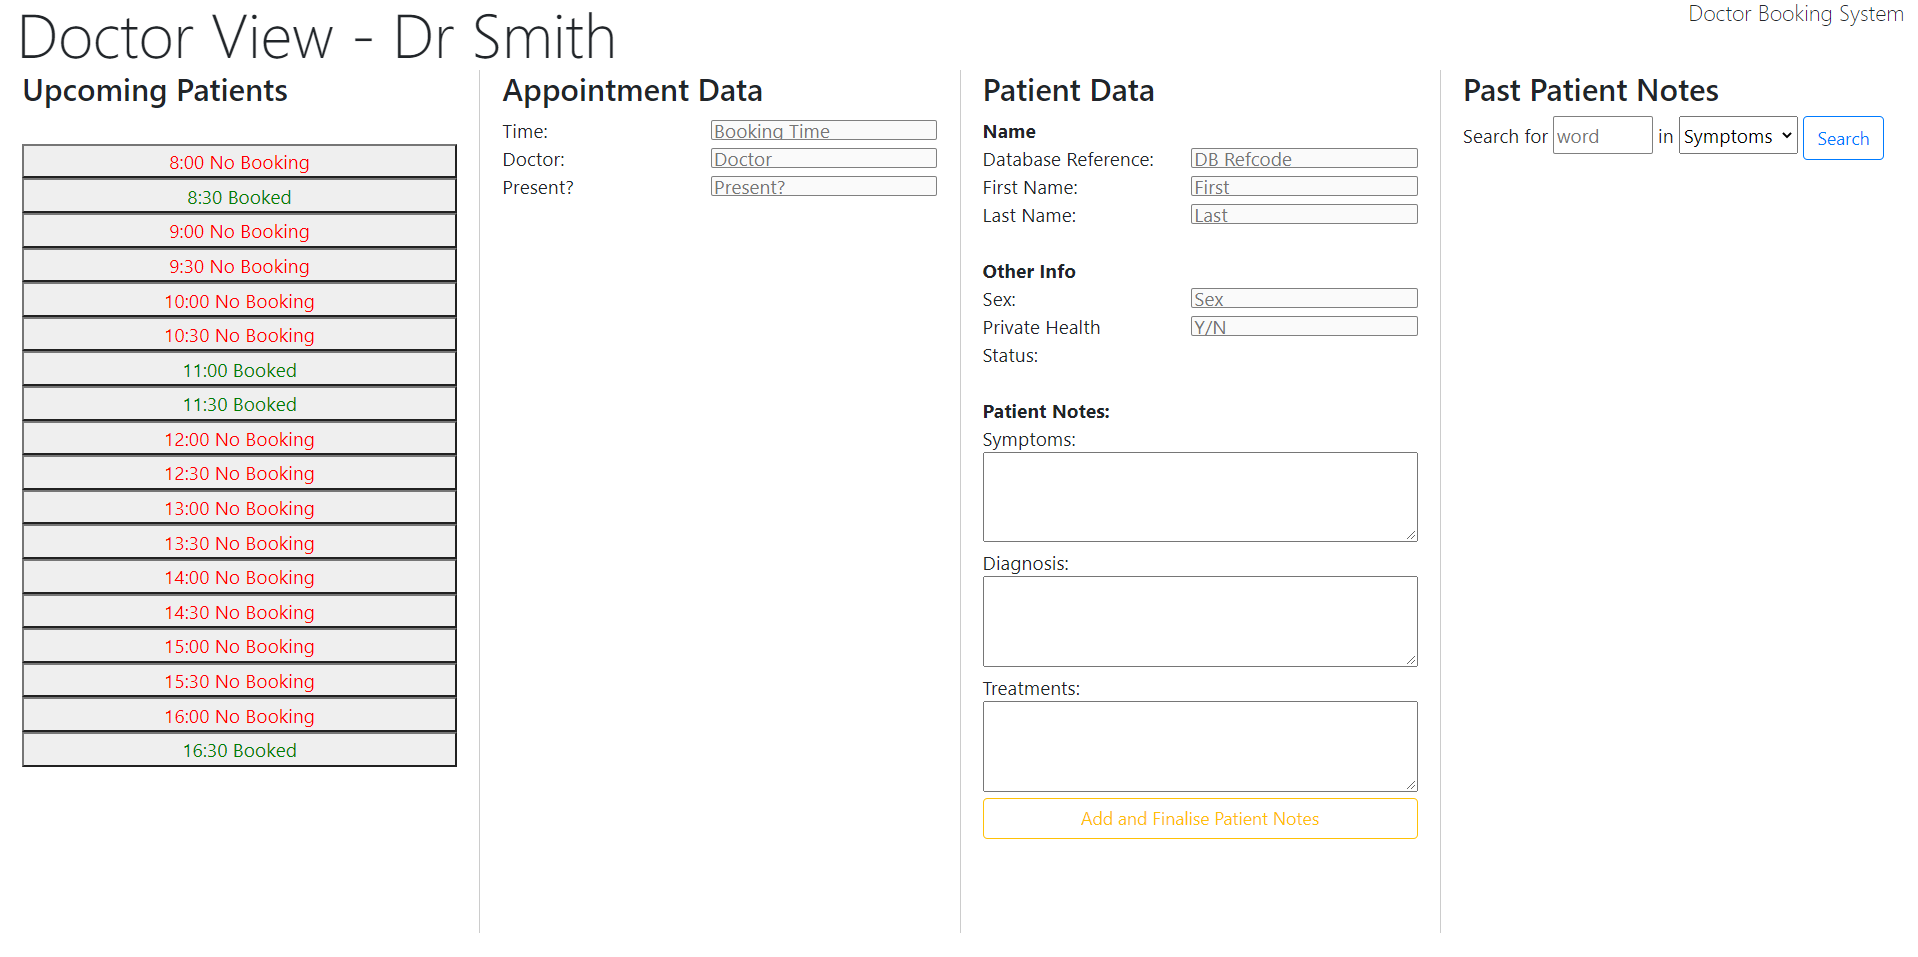 Doctor View - Dr Smith
Doctor Booking System
Upcoming Patients
8:00 No Booking
8:30 Booked
9:00 No Booking
9:30 No Booking
10:00 No Booking
10:30 No Booking
11:00 Booked
11:30 Booked
12:00 No Booking
12:30 No Booking
13:00 No Booking
13:30 No Booking
14:00 No Booking
14:30 No Booking
15:00 No Booking
15:30 No Booking
16:00 No Booking
16:30 Booked
Appointment Data
Time: Booking Time
Doctor: Doctor
Present? Present?
Patient Data
Name
Database Reference: DB Refcode
First Name: First
Last Name: Last
Other Info
Sex: Sex
Private Health Y/N
Status:
Patient Notes:
Symptoms:
Diagnosis:
Treatments:
Add and Finalise Patient Notes
Past Patient Notes
Search for word in Symptoms Search